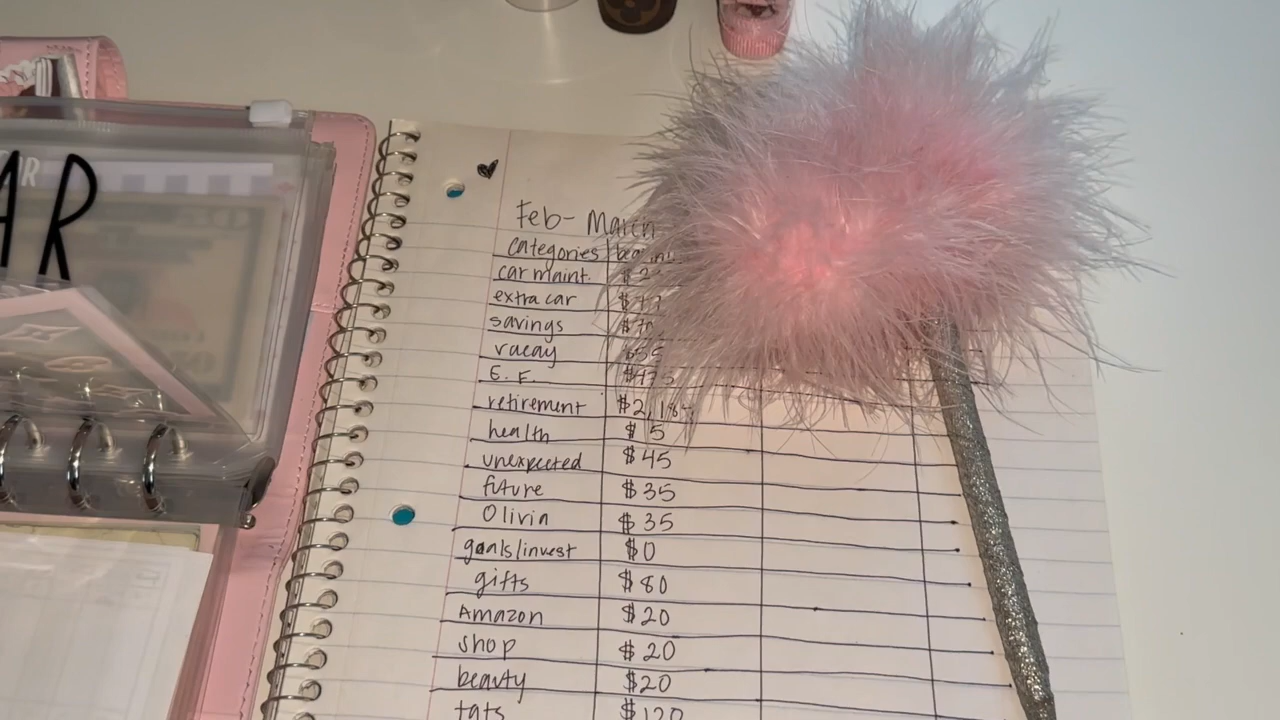 AR
Feb- March
categories
car maint.
extra car
savings
vacay
E. F.
retirement
health $ 5
unexpected $ 45
future $ 35
Olivia $ 35
goals/invest $0
gifts $ 80
Amazon $20
shop $ 20
beauty $20
tats $120